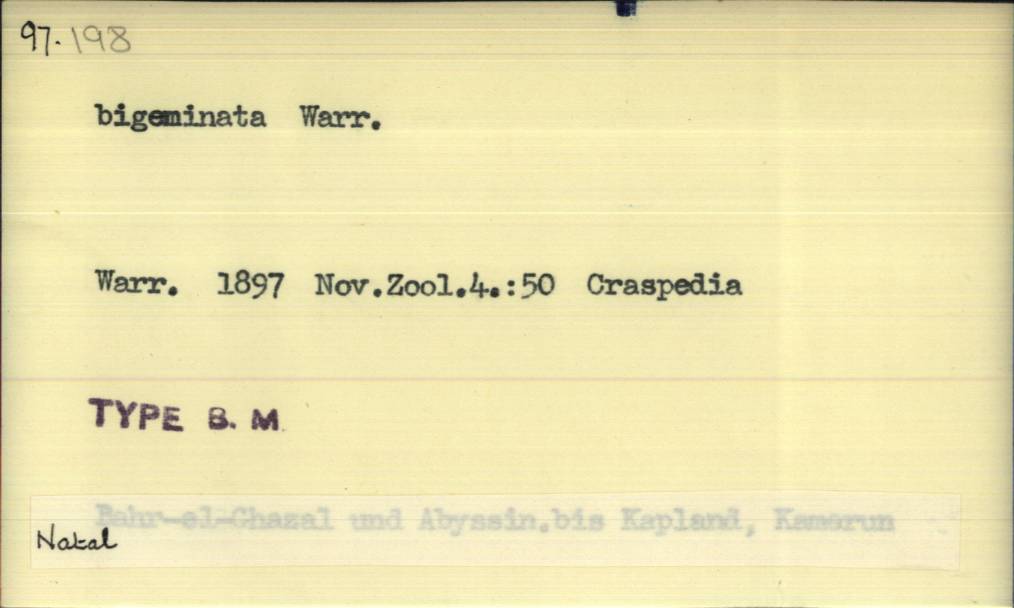 97.198
bigeminata Warr.
Warr. 1897 Nov.Zool.4.:50 Craspedia
TYPE B. M.
Bahr-el-Ghazal und Abyssin.bis Kapland, Kamerun
Natal